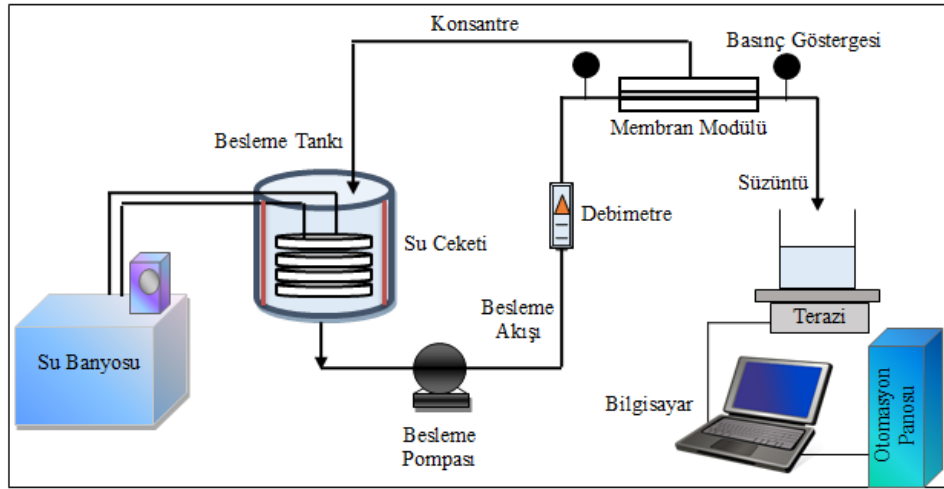 Konsantre
Basınç Göstergesi
Membran Modülü
Besleme Tankı
Süzüntü
Debimetre
Su Ceketi
Besleme
Akışı
Terazi
Su Banyosu
Bilgisayar
Otomasyon
Panosu
Besleme
Pompası